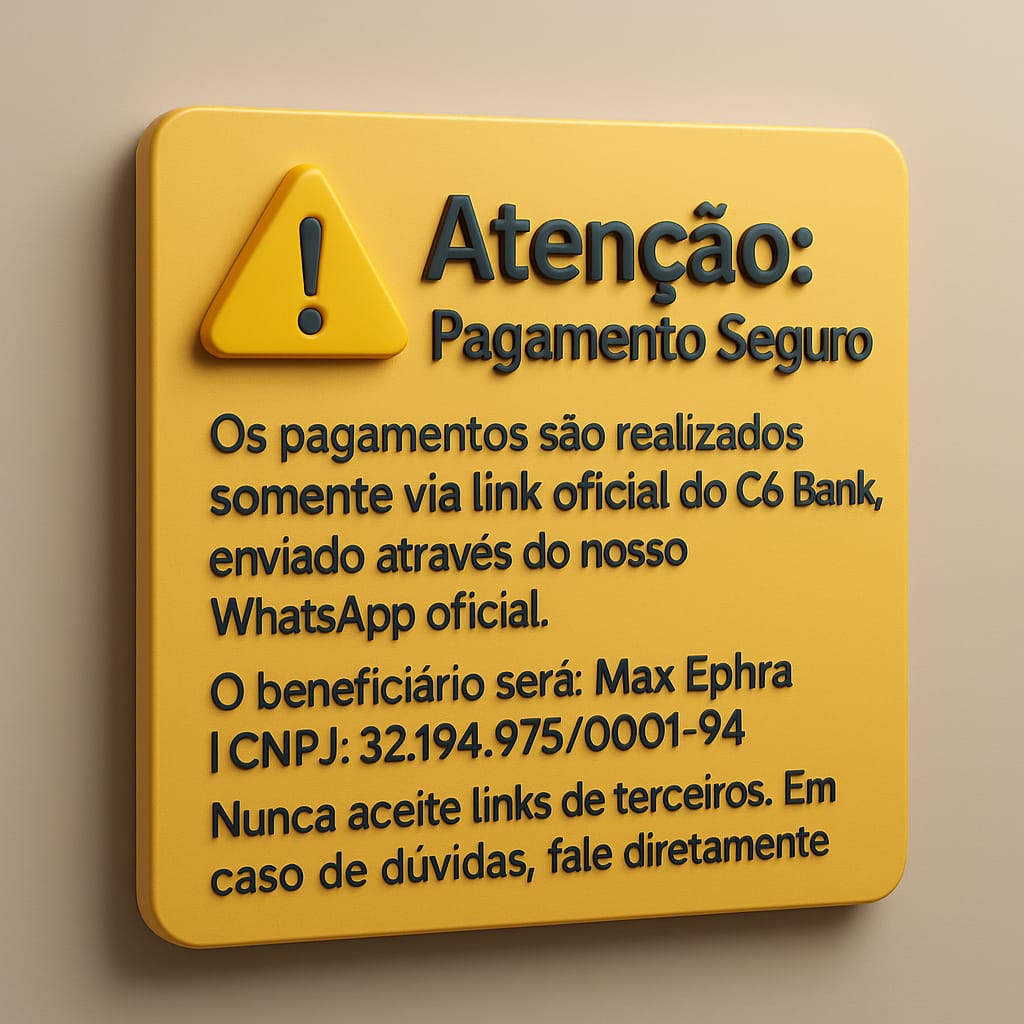 Atenção:
Pagamento Seguro
Os pagamentos são realizados
somente via link oficial do C6 Bank,
enviado através do nosso
WhatsApp oficial.
O beneficiário será: Max Ephra
| CNPJ: 32.194.975/0001-94
Nunca aceite links de terceiros. Em
caso de dúvidas, fale diretamente